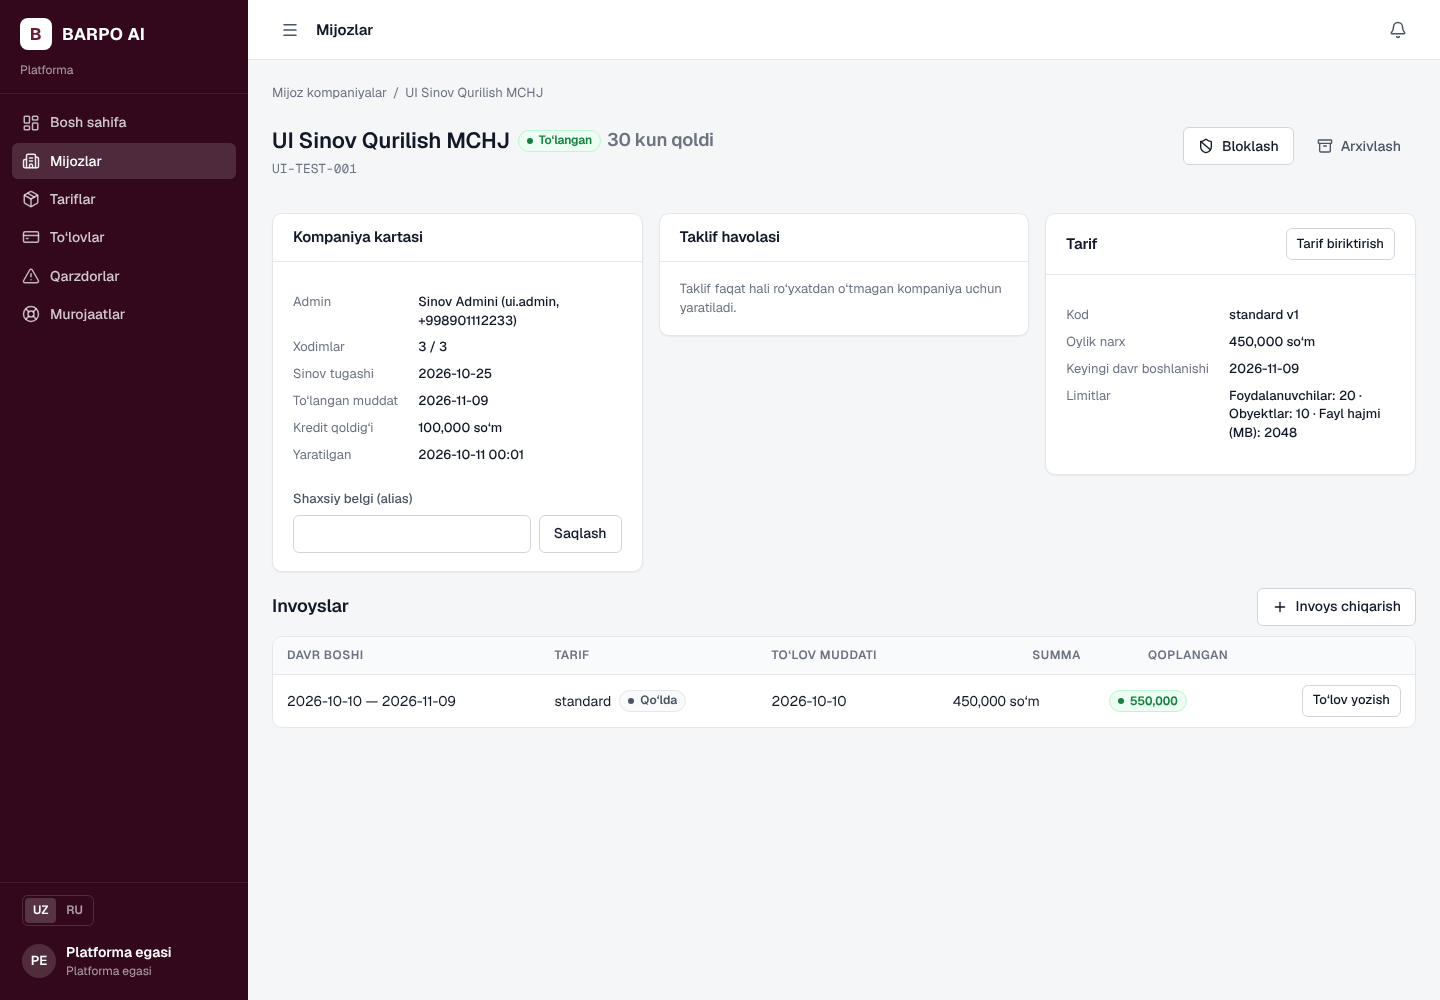 B
BARPO AI
Platforma
Bosh sahifa
Mijozlar
Tariflar
To‘lovlar
Qarzdorlar
Murojaatlar
UZ RU
PE
Platforma egasi
Platforma egasi
Mijozlar
Mijoz kompaniyalar / UI Sinov Qurilish MCHJ
UI Sinov Qurilish MCHJ To‘langan 30 kun qoldi
UI-TEST-001
Bloklash
Arxivlash
Kompaniya kartasi
Admin Sinov Admini (ui.admin,
+998901112233)
Xodimlar 3 / 3
Sinov tugashi 2026-10-25
To‘langan muddat 2026-11-09
Kredit qoldig‘i 100,000 so‘m
Yaratilgan 2026-10-11 00:01
Shaxsiy belgi (alias)
Saqlash
Taklif havolasi
Taklif faqat hali ro‘yxatdan o‘tmagan kompaniya uchun
yaratiladi.
Tarif
Tarif biriktirish
Kod standard v1
Oylik narx 450,000 so‘m
Keyingi davr boshlanishi 2026-11-09
Limitlar Foydalanuvchilar: 20 ·
Obyektlar: 10 · Fayl hajmi
(MB): 2048
Invoyslar
Invoys chiqarish
DAVR BOSHI TARIF TO‘LOV MUDDATI SUMMA QOPLANGAN
2026-10-10 — 2026-11-09 standard Qo‘lda 2026-10-10 450,000 so‘m 550,000 To‘lov yozish